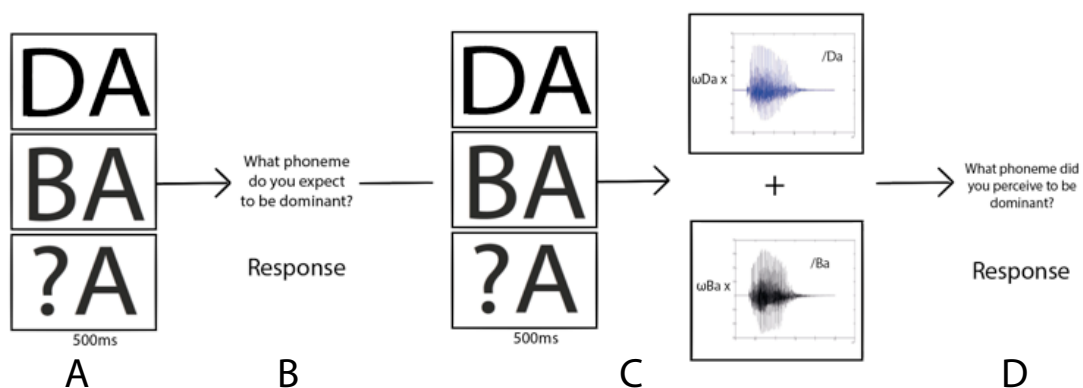 DA
BA
?A
500ms
What phoneme
do you expect
to be dominant?
Response
DA
BA
?A
500ms
ωDa x
/Da
+
ωBa x
/Ba
What phoneme did
you perceive to be
dominant?
Response
A
B
C
D